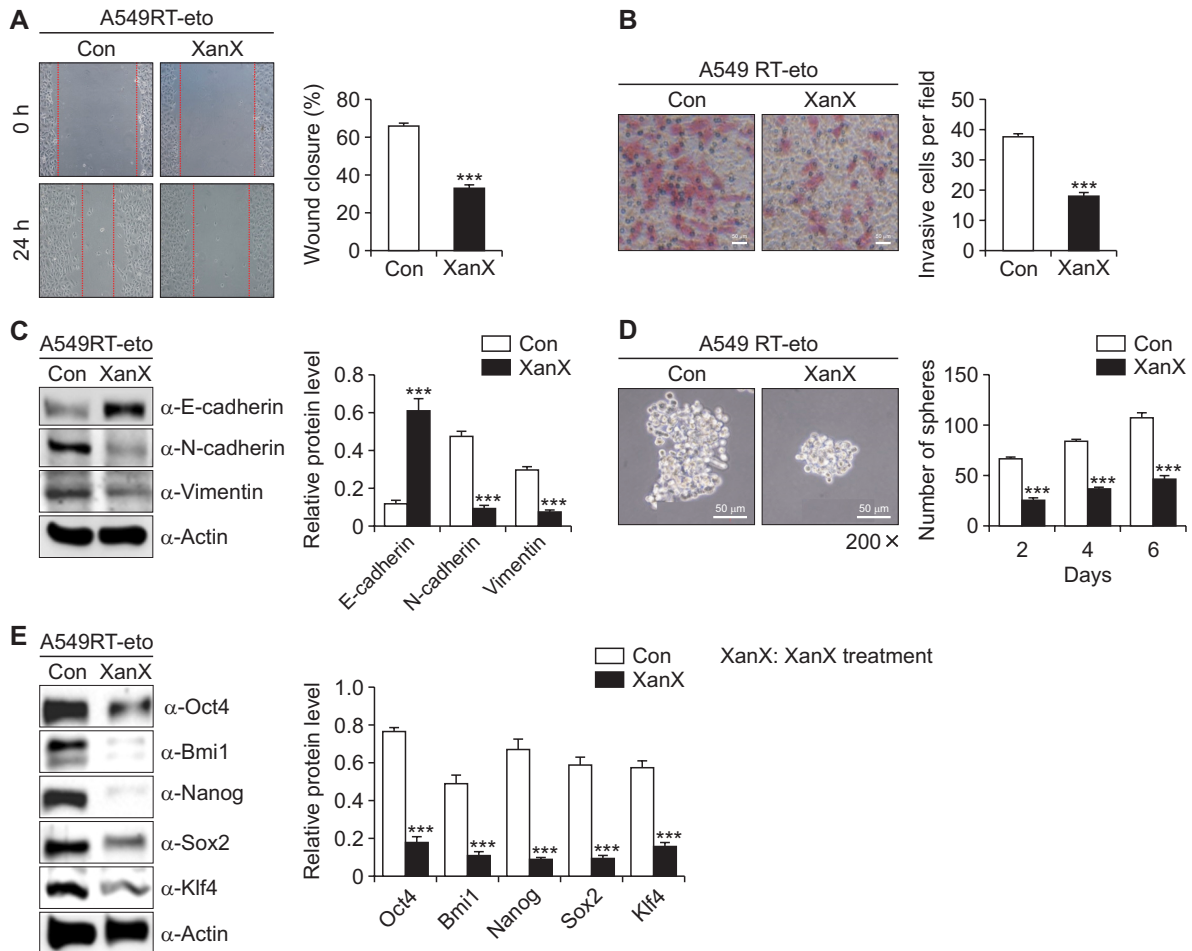 A
A549RT-eto
Con XanX
0 h
24 h
Wound closure (%)
80
60
40
20
0
***
Con XanX
B
A549 RT-eto
Con XanX
50 μm
50 μm
Invasive cells per field
50
40
30
20
10
0
***
Con XanX
C
A549RT-eto
Con XanX
α-E-cadherin
α-N-cadherin
α-Vimentin
α-Actin
Con
XanX
Relative protein level
0.8
0.6
0.4
0.2
0
***
***
***
E-cadherin
N-cadherin
Vimentin
D
A549 RT-eto
Con XanX
50 μm
50 μm
200 ×
Con
XanX
Number of spheres
150
100
50
0
***
***
***
2 4 6
Days
E
A549RT-eto
Con XanX
α-Oct4
α-Bmi1
α-Nanog
α-Sox2
α-Klf4
α-Actin
Con
XanX
XanX: XanX treatment
Relative protein level
1.0
0.8
0.6
0.4
0.2
0
***
***
***
***
***
Oct4
Bmi1
Nanog
Sox2
Klf4